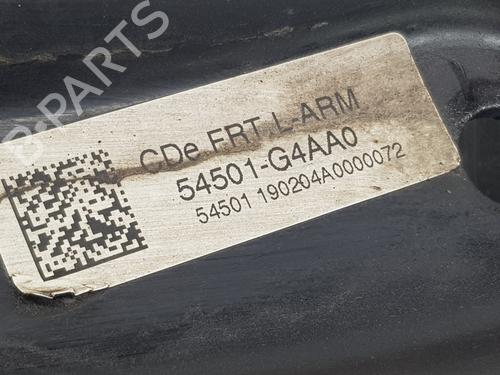 B-PARTS
CDe FRT L-ARM
54501-G4AA0
54501 190204A0000072